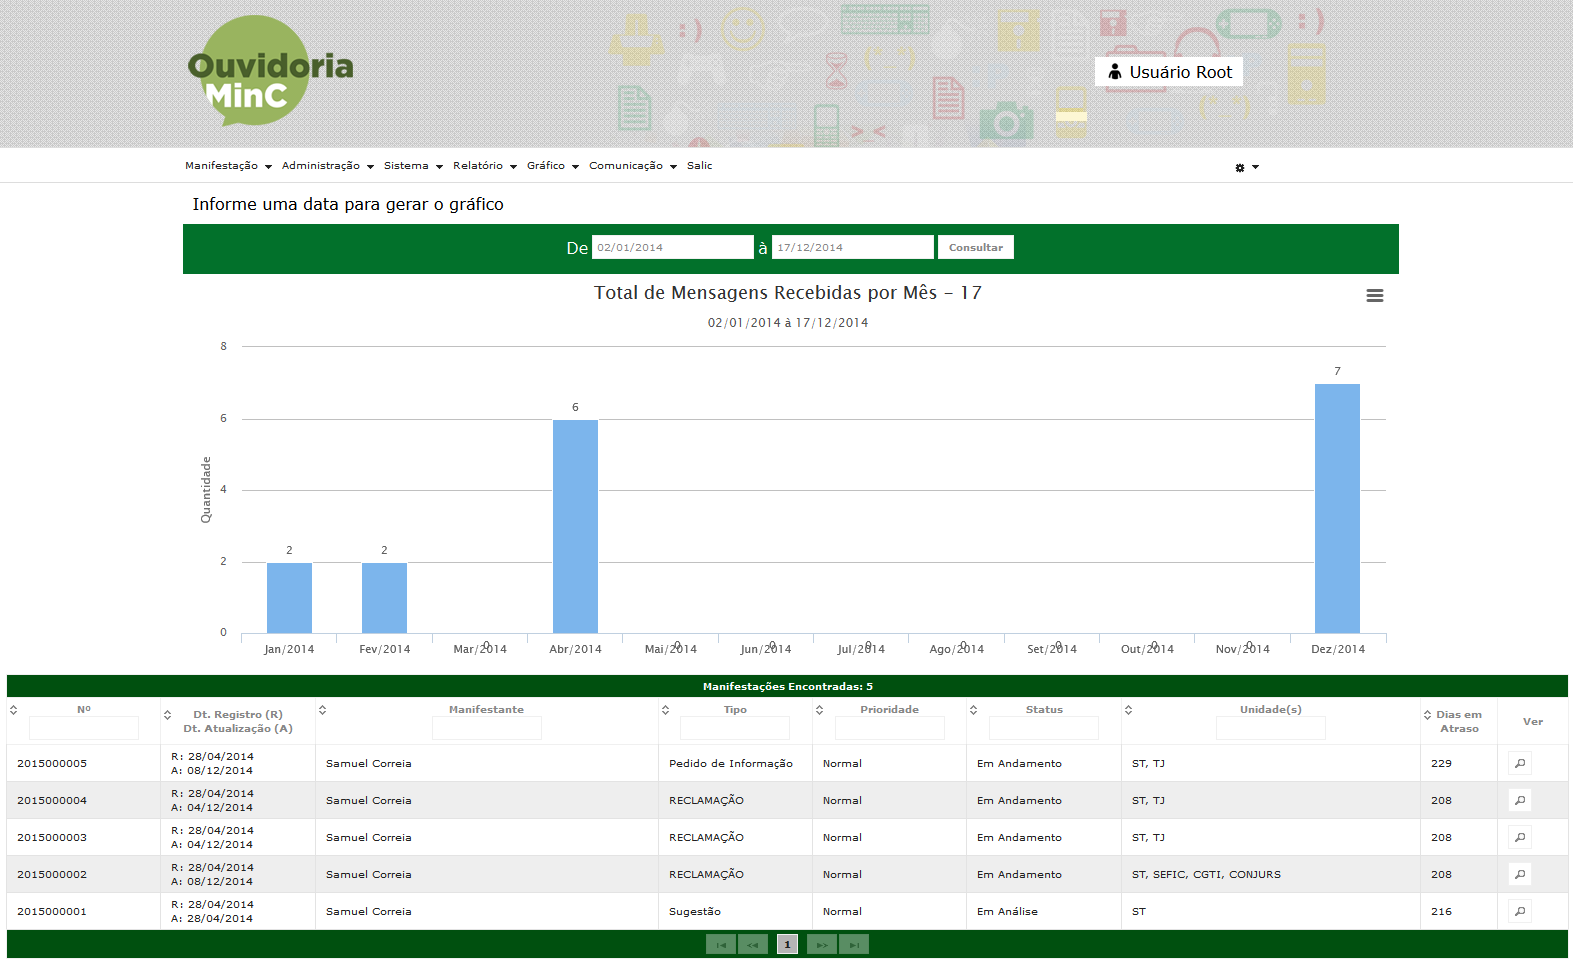 Ouvidoria
MinC
Usuário Root
Manifestação Administração Sistema Relatório Gráfico Comunicação Salic
Informe uma data para gerar o gráfico
De 02/01/2014 à 17/12/2014 Consultar
Total de Mensagens Recebidas por Mês - 17
02/01/2014 à 17/12/2014
Quantidade
8
6
4
2
0
2 2 0 6 0 0 0 0 0 0 0 7
Jan/2014 Fev/2014 Mar/2014 Abr/2014 Mai/2014 Jun/2014 Jul/2014 Ago/2014 Set/2014 Out/2014 Nov/2014 Dez/2014
Manifestações Encontradas: 5
Nº Dt. Registro (R) Manifestante Tipo Prioridade Status Unidade(s) Dias em Ver
Dt. Atualização (A) Atraso
2015000005 R: 28/04/2014 Samuel Correia Pedido de Informação Normal Em Andamento ST, TJ 229
A: 08/12/2014
2015000004 R: 28/04/2014 Samuel Correia RECLAMAÇÃO Normal Em Andamento ST, TJ 208
A: 04/12/2014
2015000003 R: 28/04/2014 Samuel Correia RECLAMAÇÃO Normal Em Andamento ST, TJ 208
A: 04/12/2014
2015000002 R: 28/04/2014 Samuel Correia RECLAMAÇÃO Normal Em Andamento ST, SEFIC, CGTI, CONJURS 208
A: 08/12/2014
2015000001 R: 28/04/2014 Samuel Correia Sugestão Normal Em Análise ST 216
A: 28/04/2014
1